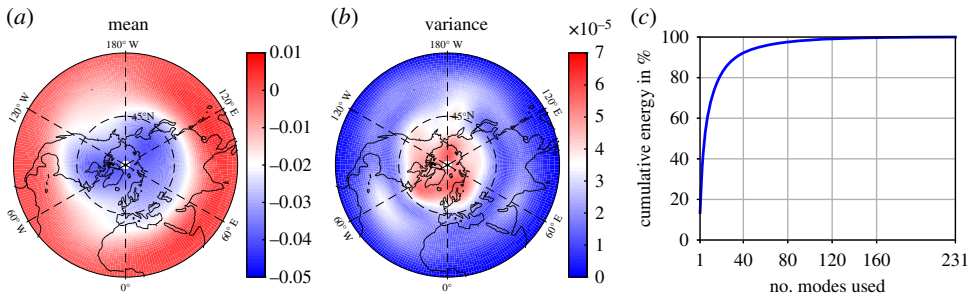 (a) mean
180° W
120° W
120° E
45°N
60° W
60° E
0°
0.01
0
–0.01
–0.02
–0.03
–0.04
–0.05
(b) variance
180° W
120° W
120° E
45°N
60° W
60° E
0°
×10⁻⁵
7
6
5
4
3
2
1
0
(c)
cumulative energy in %
100
80
60
40
20
0
1 40 80 120 160 231
no. modes used